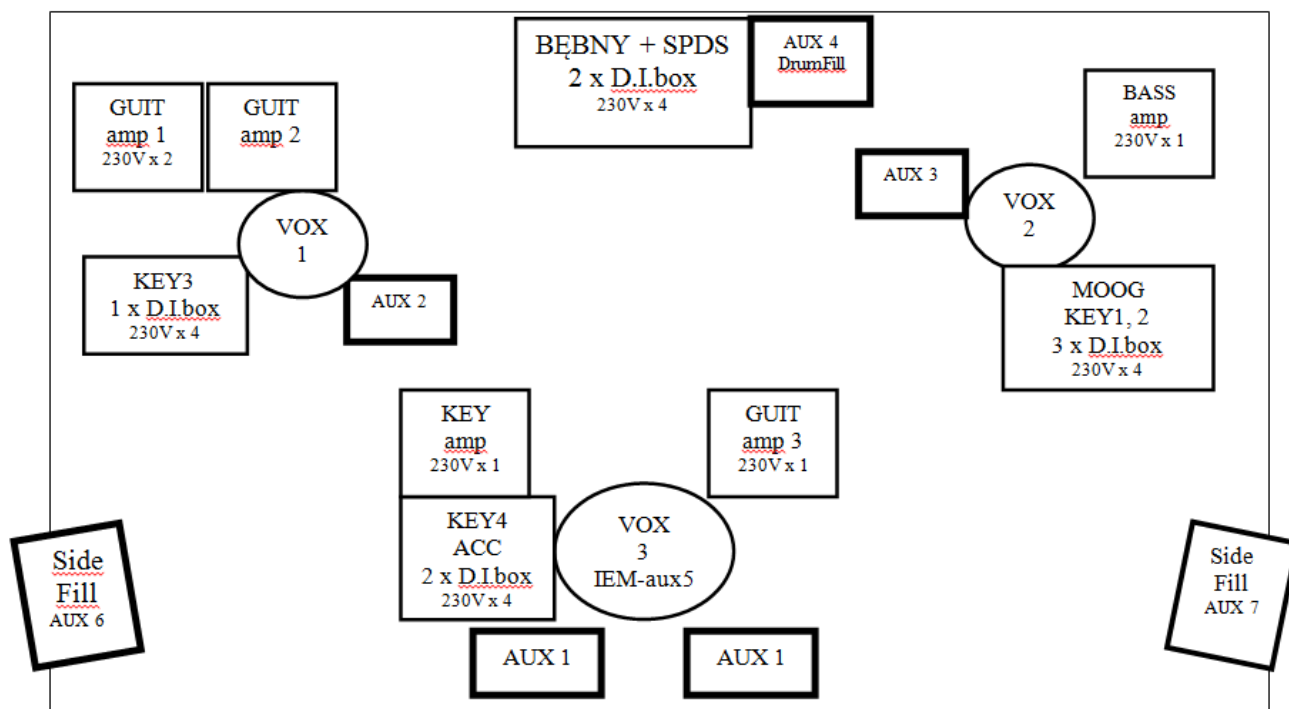 BĘBNY + SPDS
2 x D.I.box
230V x 4
AUX 4
DrumFill
GUIT
amp 1
230V x 2
GUIT
amp 2
BASS
amp
230V x 1
AUX 3
VOX
1
VOX
2
KEY3
1 x D.I.box
230V x 4
AUX 2
MOOG
KEY1, 2
3 x D.I.box
230V x 4
KEY
amp
230V x 1
GUIT
amp 3
230V x 1
KEY4
ACC
2 x D.I.box
230V x 4
VOX
3
IEM-aux5
Side
Fill
AUX 6
Side
Fill
AUX 7
AUX 1
AUX 1